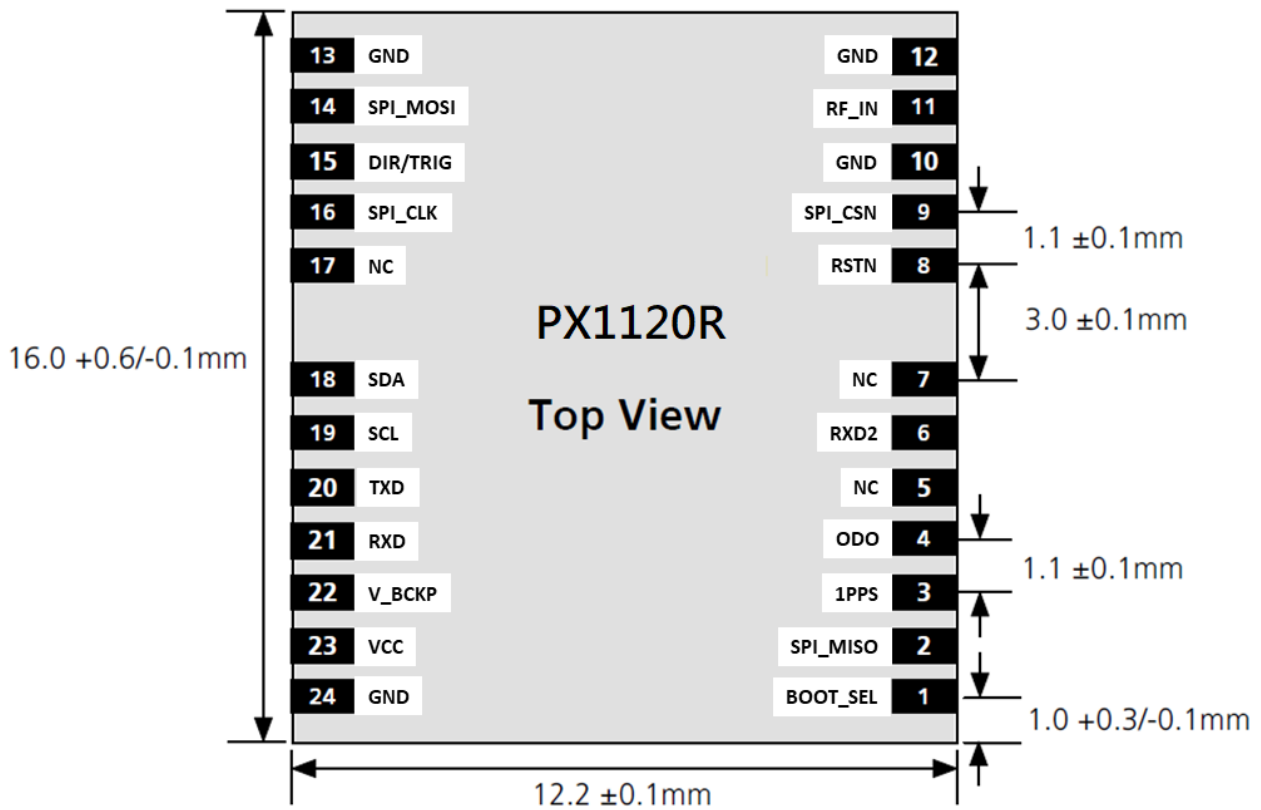 13 GND GND 12
14 SPI_MOSI RF_IN 11
15 DIR/TRIG GND 10
16 SPI_CLK SPI_CSN 9
1.1 ±0.1mm
17 NC RSTN 8
PX1120R
3.0 ±0.1mm
16.0 +0.6/-0.1mm
18 SDA NC 7
Top View
19 SCL RXD2 6
20 TXD NC 5
21 RXD ODO 4
1.1 ±0.1mm
22 V_BCKP 1PPS 3
23 VCC SPI_MISO 2
24 GND BOOT_SEL 1
1.0 +0.3/-0.1mm
12.2 ±0.1mm